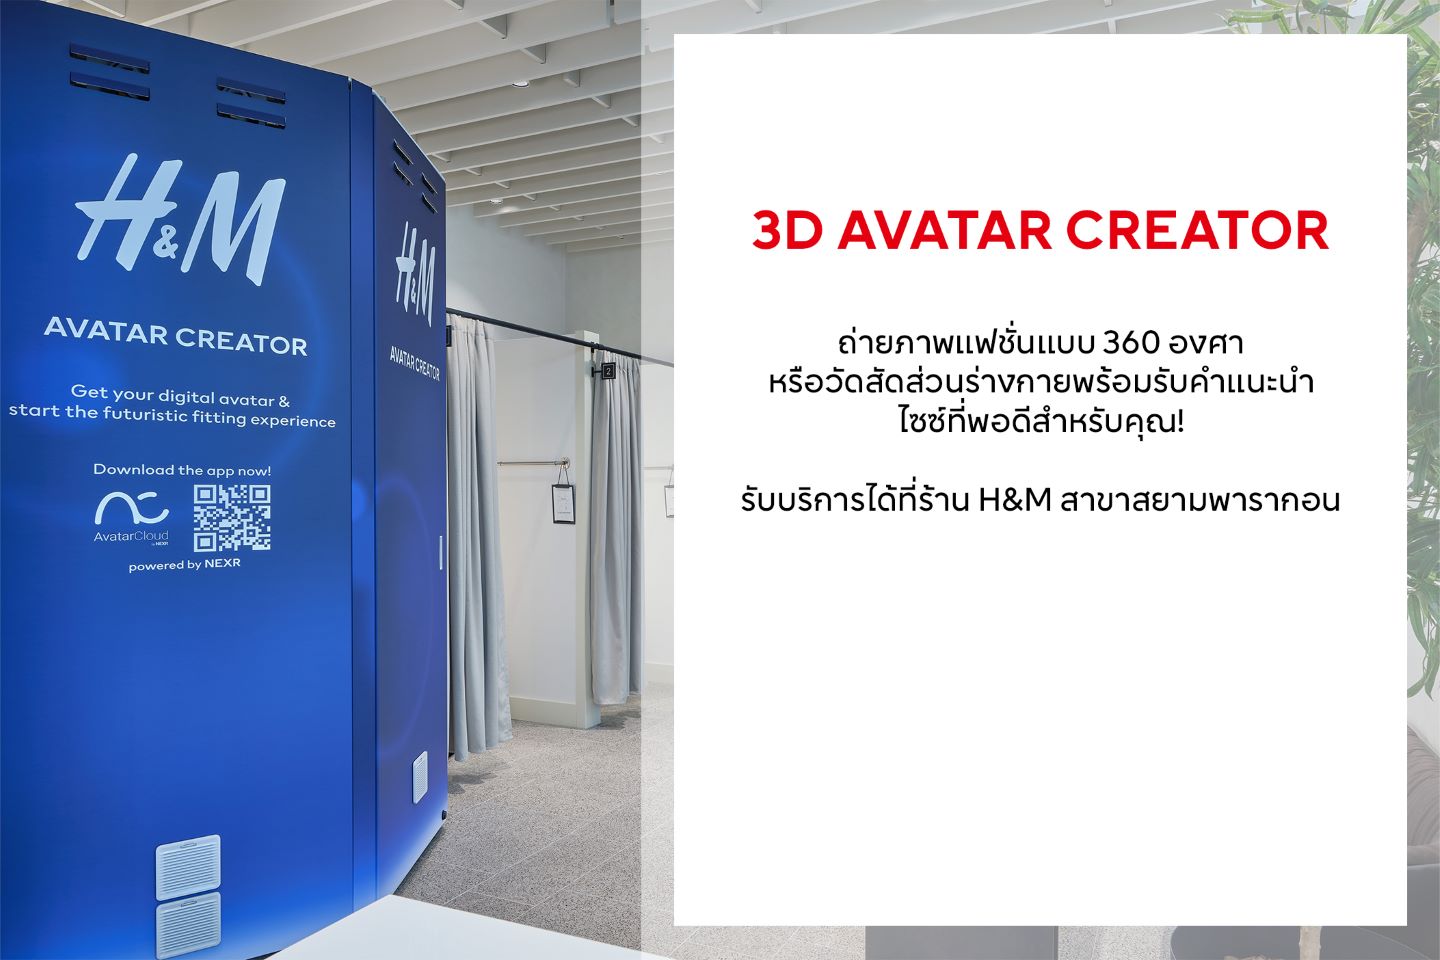 H&M
AVATAR CREATOR
Get your digital avatar &
start the futuristic fitting experience
Download the app now!
AvatarCloud
by NEXR
powered by NEXR
H&M
AVATAR CREATOR
2
3D AVATAR CREATOR
ถ่ายภาพแฟชั่นแบบ 360 องศา
หรือวัดสัดส่วนร่างกายพร้อมรับคำแนะนำ
ไซซ์ที่พอดีสำหรับคุณ!
รับบริการได้ที่ร้าน H&M สาขาสยามพารากอน